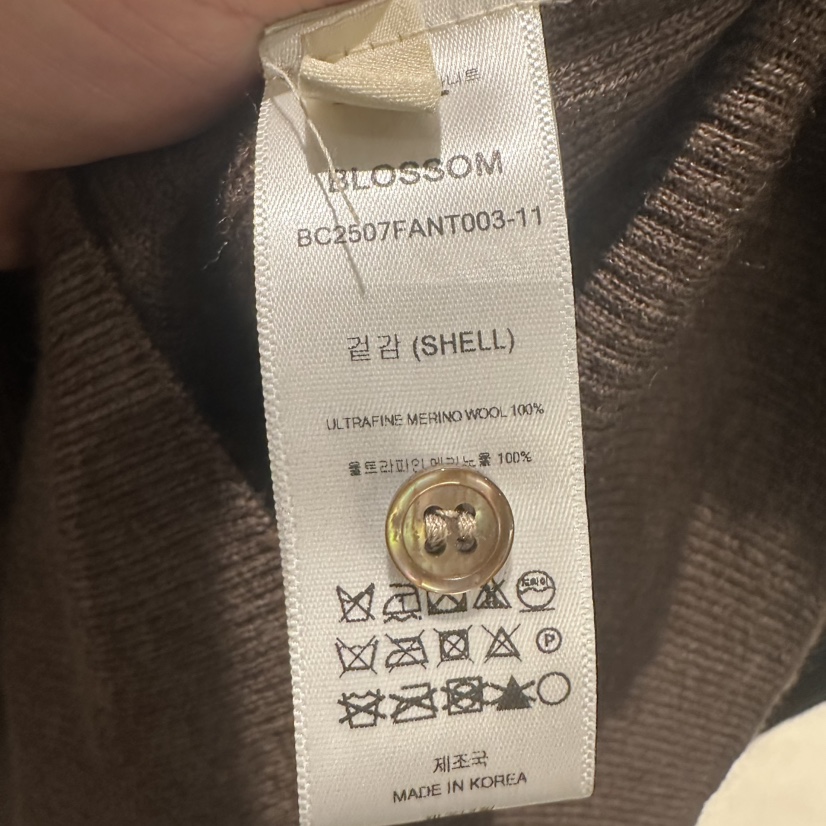 BLOSSOM
BC2507FANT003-11
겉감 (SHELL)
ULTRAFINE MERINO WOOL 100%
울트라파인 메리노울 100%
P
제조국
MADE IN KOREA